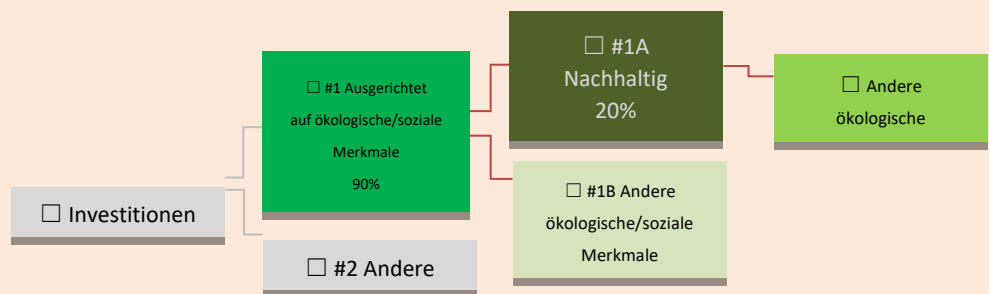 ☐ Investitionen
☐ #1 Ausgerichtet
auf ökologische/soziale
Merkmale
90%
☐ #2 Andere
☐ #1A
Nachhaltig
20%
☐ #1B Andere
ökologische/soziale
Merkmale
☐ Andere
ökologische